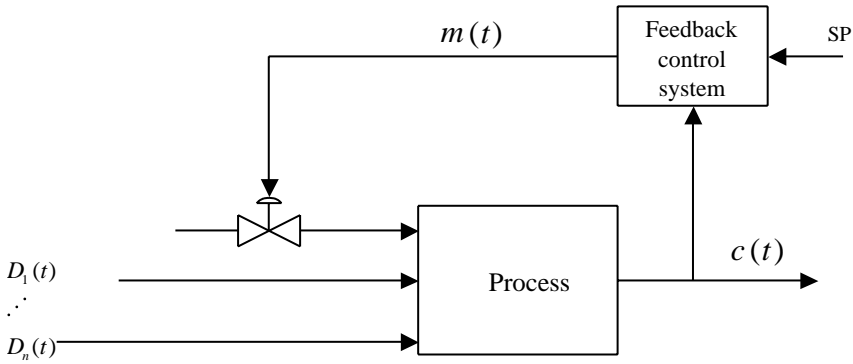 m(t)
Feedback
control
system
SP
D₁(t)
⋰
Dₙ(t)
Process
c(t)